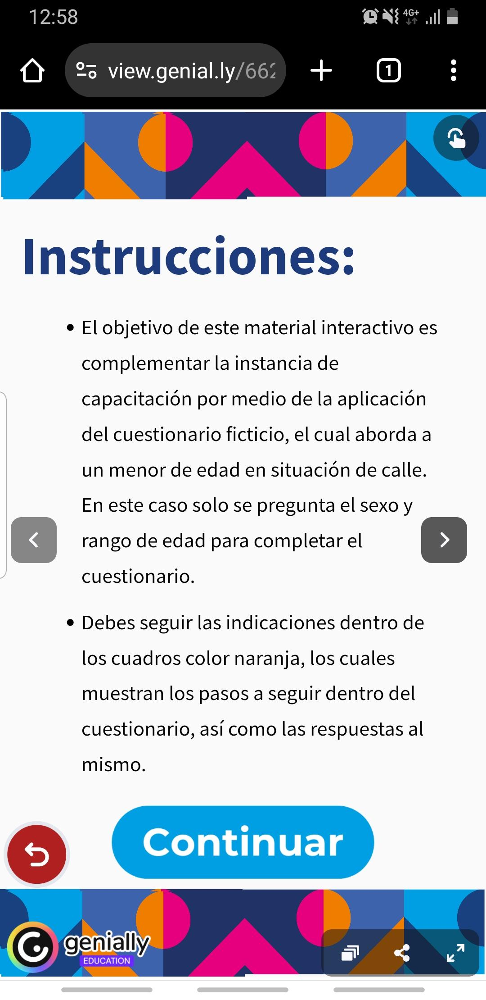 12:58
4G+
view.genial.ly/662
1
Instrucciones:
• El objetivo de este material interactivo es
complementar la instancia de
capacitación por medio de la aplicación
del cuestionario ficticio, el cual aborda a
un menor de edad en situación de calle.
En este caso solo se pregunta el sexo y
rango de edad para completar el
cuestionario.
• Debes seguir las indicaciones dentro de
los cuadros color naranja, los cuales
muestran los pasos a seguir dentro del
cuestionario, así como las respuestas al
mismo.
Continuar
genially
EDUCATION